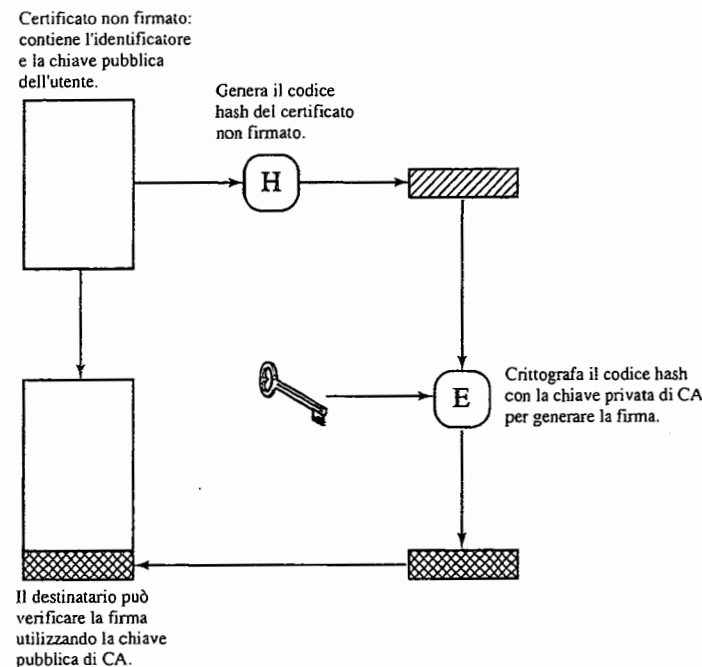 Certificato non firmato:
contiene l'identificatore
e la chiave pubblica
dell'utente.
Genera il codice
hash del certificato
non firmato.
H
Crittografa il codice hash
con la chiave privata di CA
per generare la firma.
E
Il destinatario può
verificare la firma
utilizzando la chiave
pubblica di CA.